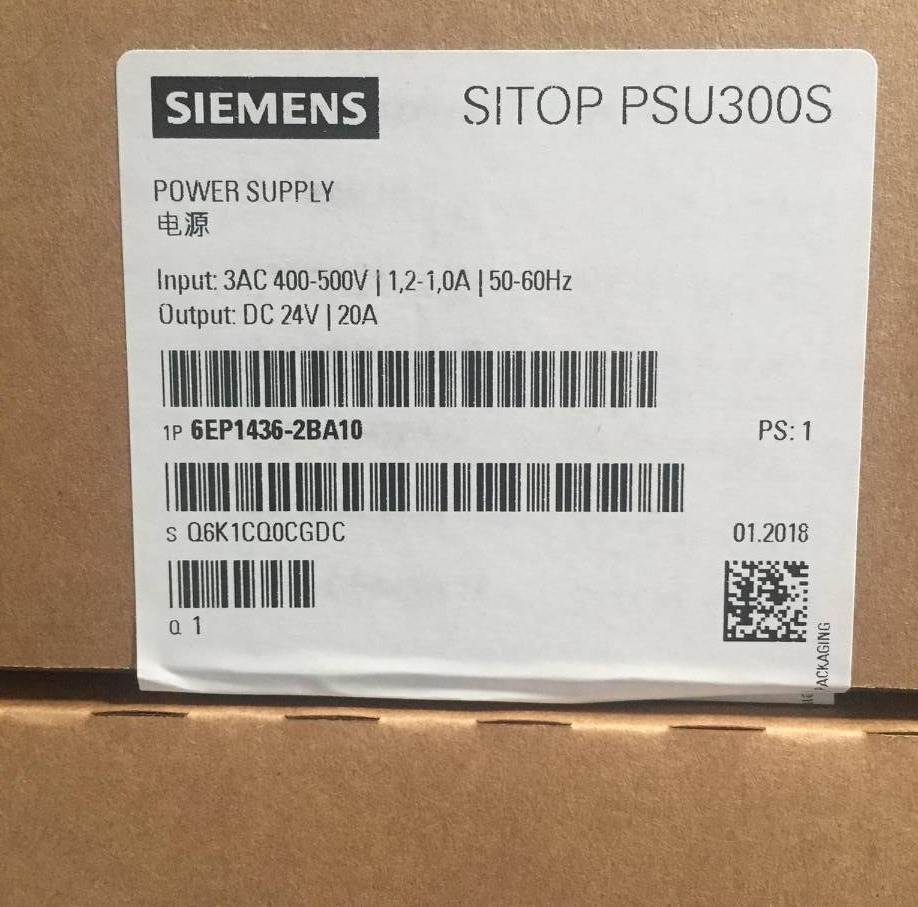 SIEMENS
SITOP PSU300S
POWER SUPPLY
电源
Input: 3AC 400-500V | 1,2-1,0A | 50-60Hz
Output: DC 24V | 20A
1P 6EP1436-2BA10
PS: 1
S Q6K1CQ0CGDC
01.2018
Q 1
PACKAGING